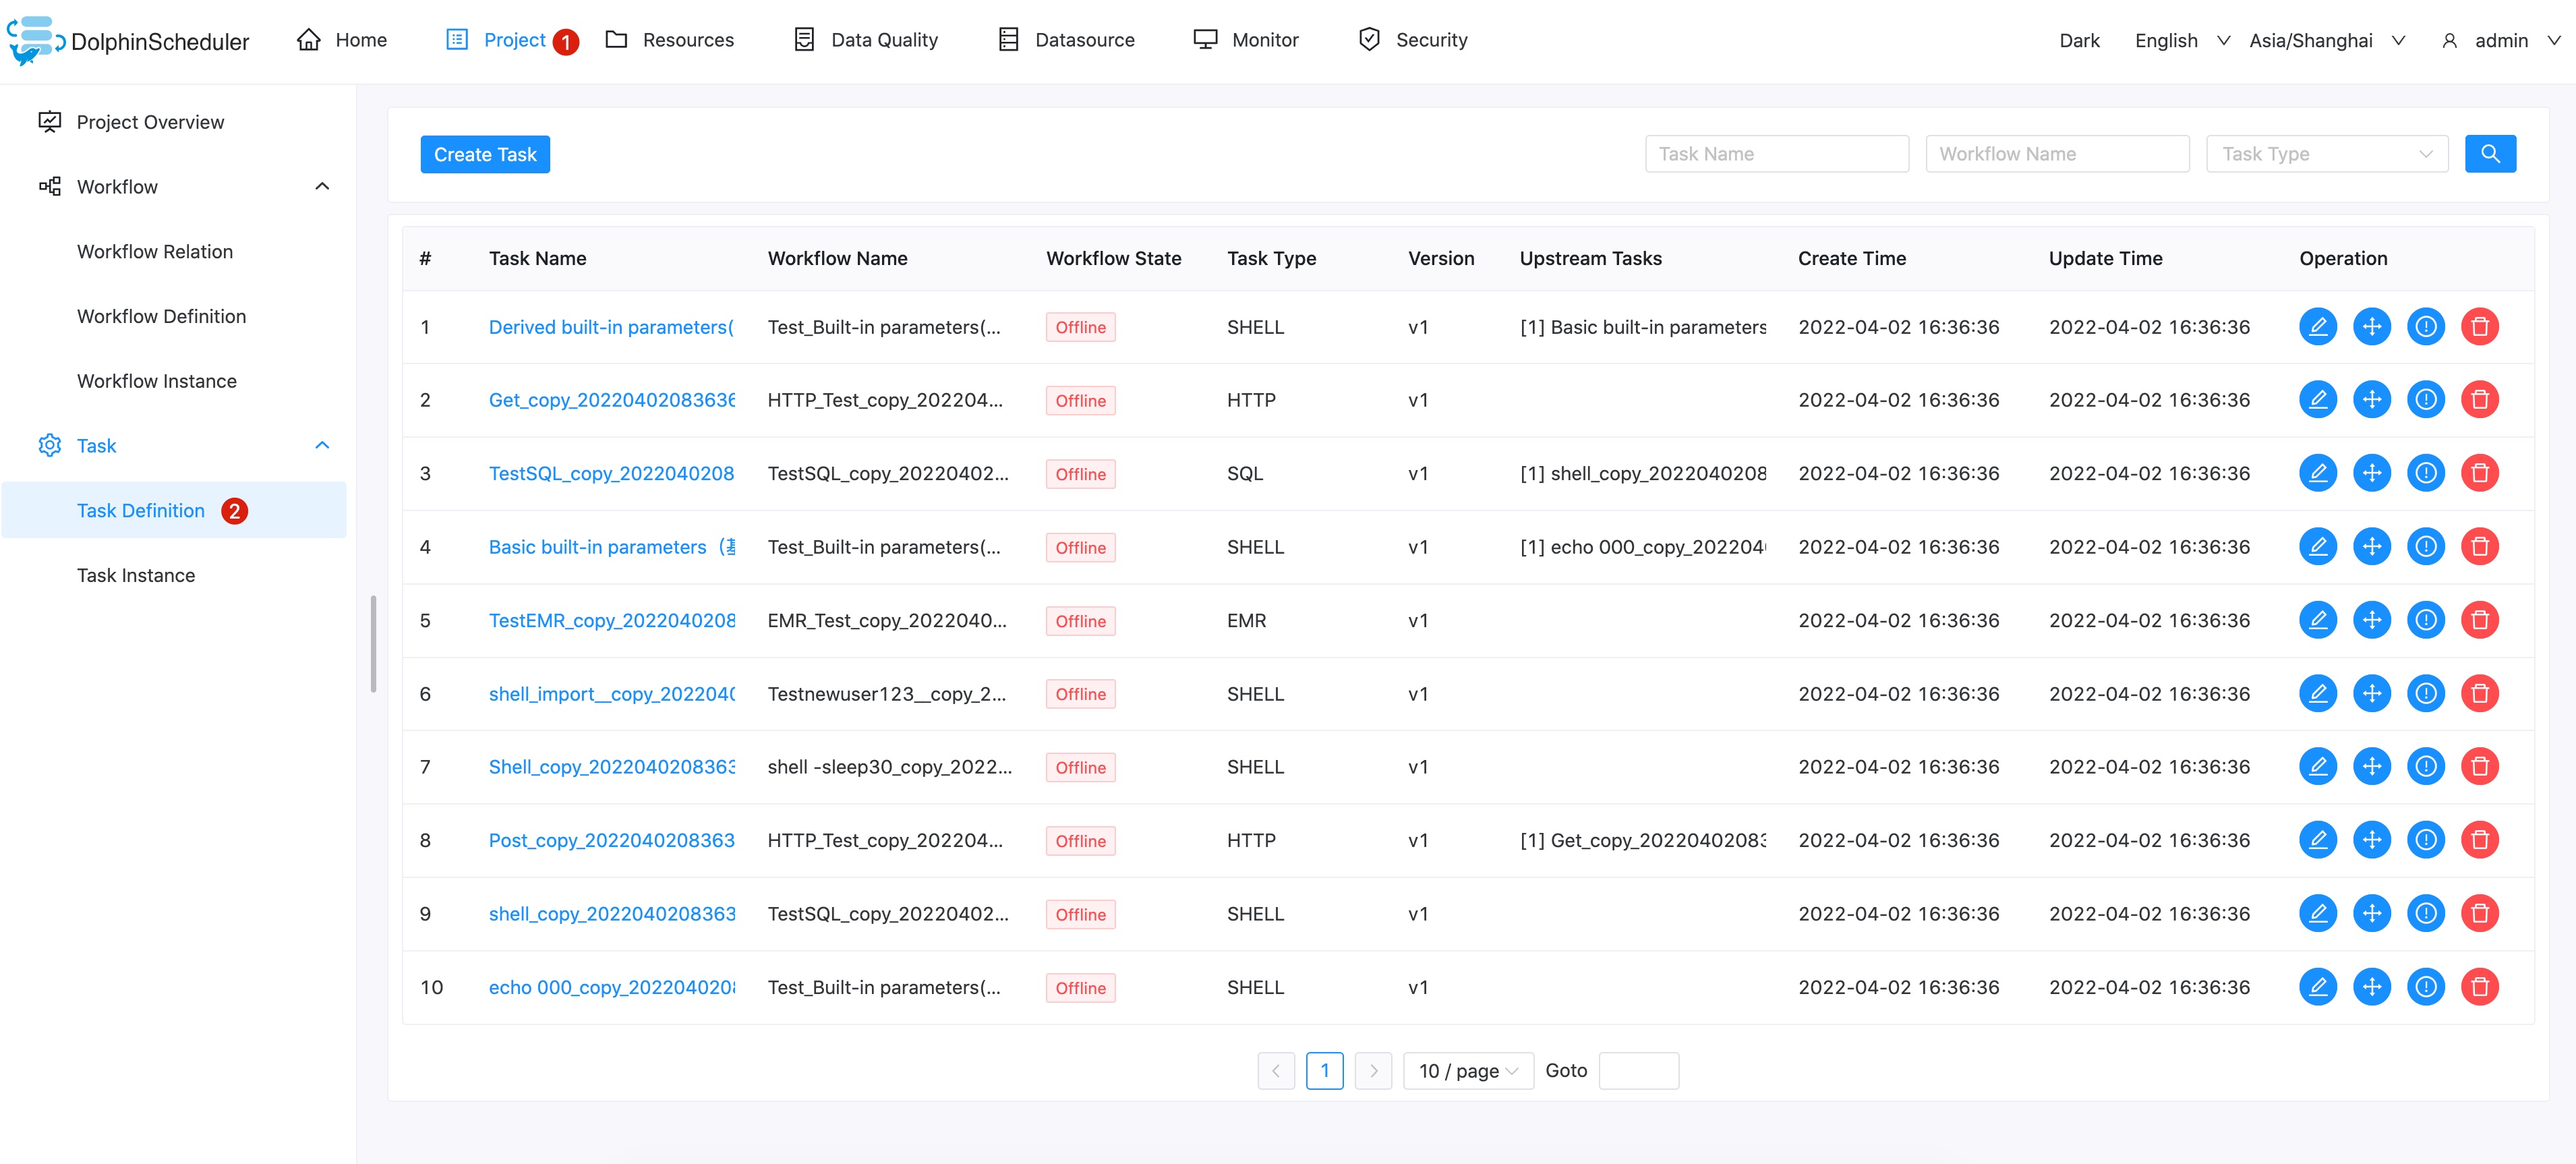 DolphinScheduler Home Project 1 Resources Data Quality Datasource Monitor Security Dark English Asia/Shanghai admin
Project Overview
Workflow
Workflow Relation
Workflow Definition
Workflow Instance
Task
Task Definition 2
Task Instance
Create Task Task Name Workflow Name Task Type
# Task Name Workflow Name Workflow State Task Type Version Upstream Tasks Create Time Update Time Operation
1 Derived built-in parameters( Test_Built-in parameters(... Offline SHELL v1 [1] Basic built-in parameters 2022-04-02 16:36:36 2022-04-02 16:36:36
2 Get_copy_20220402083636 HTTP_Test_copy_202204... Offline HTTP v1 2022-04-02 16:36:36 2022-04-02 16:36:36
3 TestSQL_copy_2022040208 TestSQL_copy_20220402... Offline SQL v1 [1] shell_copy_2022040208 2022-04-02 16:36:36 2022-04-02 16:36:36
4 Basic built-in parameters（基 Test_Built-in parameters(... Offline SHELL v1 [1] echo 000_copy_202204 2022-04-02 16:36:36 2022-04-02 16:36:36
5 TestEMR_copy_2022040208 EMR_Test_copy_2022040... Offline EMR v1 2022-04-02 16:36:36 2022-04-02 16:36:36
6 shell_import__copy_202204( Testnewuser123__copy_2... Offline SHELL v1 2022-04-02 16:36:36 2022-04-02 16:36:36
7 Shell_copy_2022040208363 shell -sleep30_copy_2022... Offline SHELL v1 2022-04-02 16:36:36 2022-04-02 16:36:36
8 Post_copy_2022040208363 HTTP_Test_copy_202204... Offline HTTP v1 [1] Get_copy_2022040208 2022-04-02 16:36:36 2022-04-02 16:36:36
9 shell_copy_2022040208363 TestSQL_copy_20220402... Offline SHELL v1 2022-04-02 16:36:36 2022-04-02 16:36:36
10 echo 000_copy_202204020 Test_Built-in parameters(... Offline SHELL v1 2022-04-02 16:36:36 2022-04-02 16:36:36
1 10 / page Goto